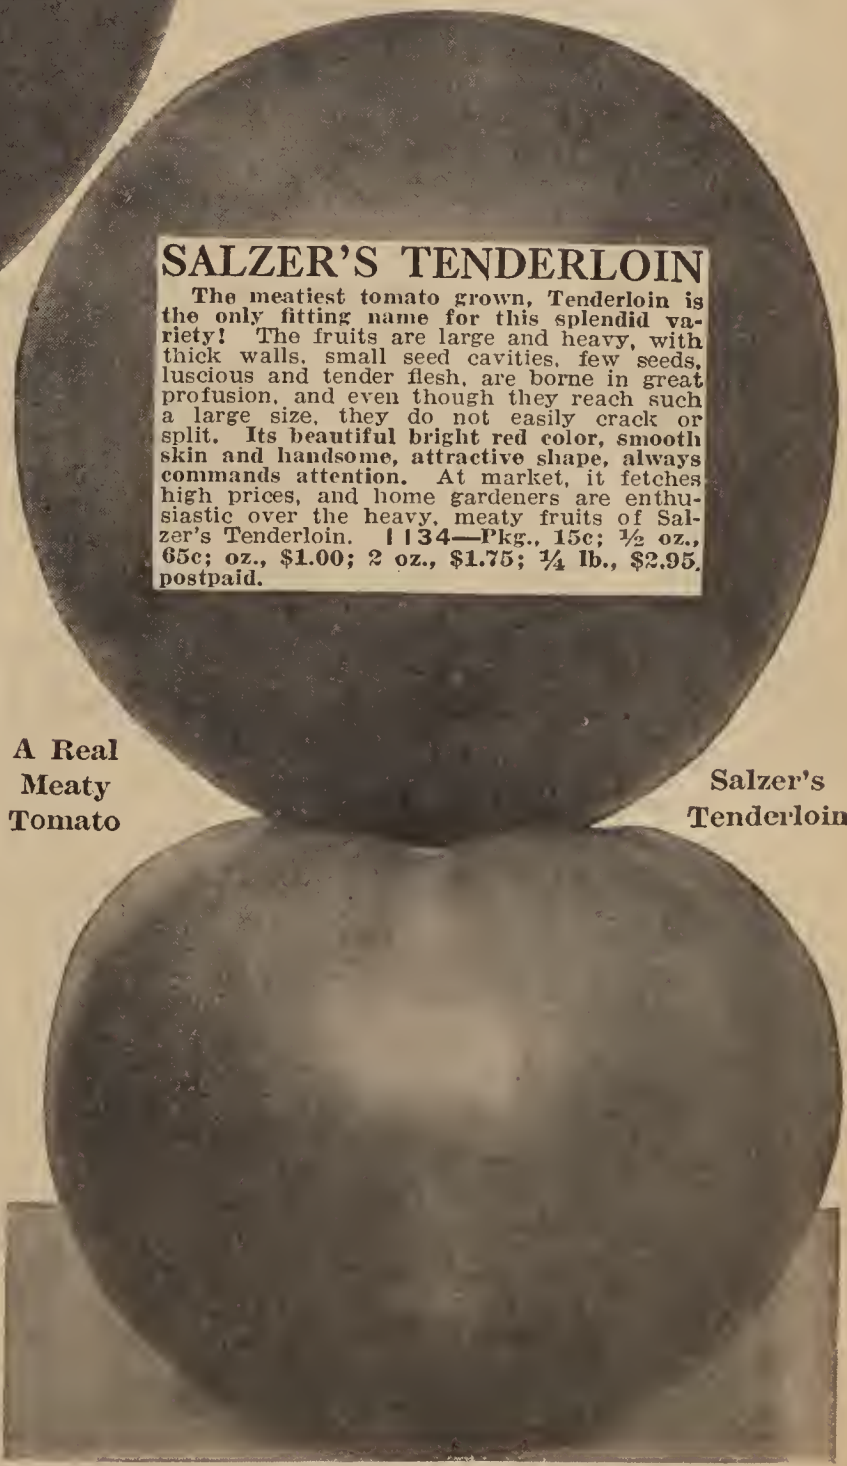 SALZER'S TENDERLOIN
The meatiest tomato grown, Tenderloin is
the only fitting name for this splendid va-
riety! The fruits are large and heavy, with
thick walls, small seed cavities, few seeds,
luscious and tender flesh, are borne in great
profusion, and even though they reach such
a large size, they do not easily crack or
split. Its beautiful bright red color, smooth
skin and handsome, attractive shape, always
commands attention. At market, it fetches
high prices, and home gardeners are enthu-
siastic over the heavy, meaty fruits of Sal-
zer's Tenderloin. 1134—Pkg., 15c; ½ oz.,
65c; oz., $1.00; 2 oz., $1.75; ¼ lb., $2.95,
postpaid.
A Real
Meaty
Tomato
Salzer's
Tenderloin